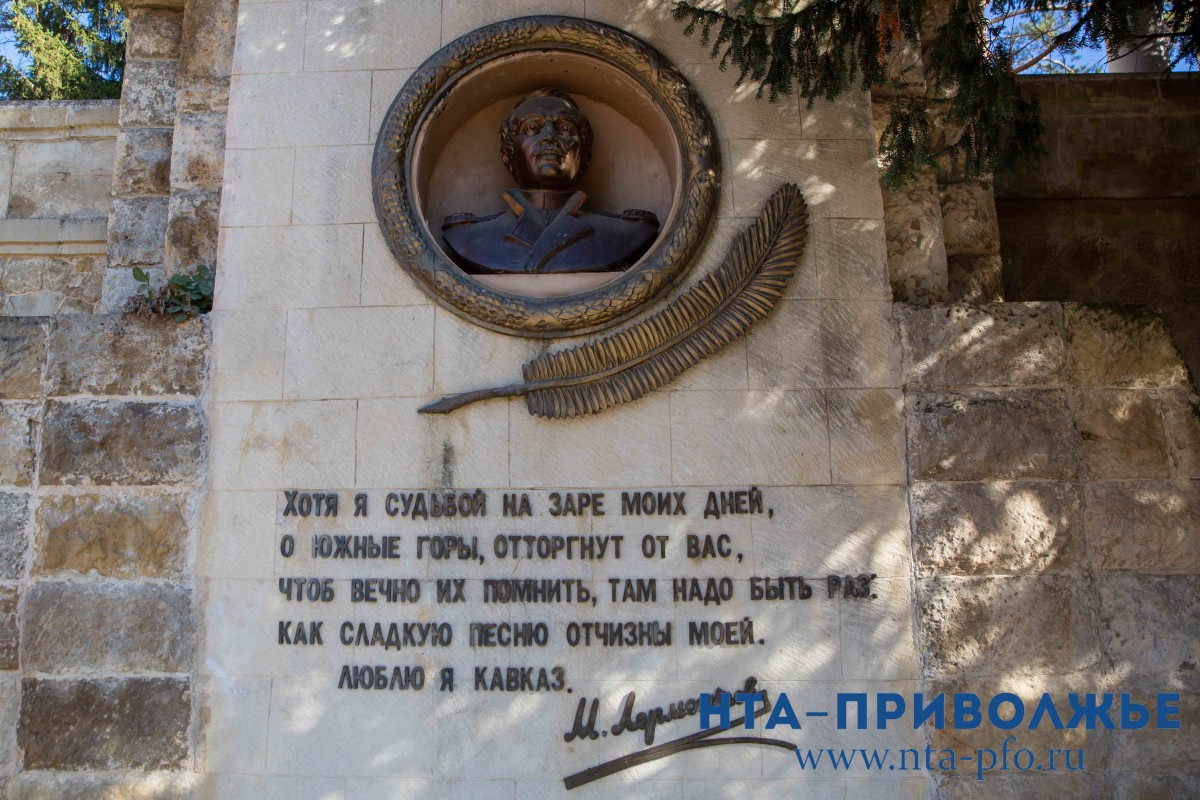 ХОТЯ Я СУДЬБОЙ НА ЗАРЕ МОИХ ДНЕЙ,
О ЮЖНЫЕ ГОРЫ, ОТТОРГНУТ ОТ ВАС,
ЧТОБ ВЕЧНО ИХ ПОМНИТЬ, ТАМ НАДО БЫТЬ РАЗ.
КАК СЛАДКУЮ ПЕСНЮ ОТЧИЗНЫ МОЕЙ.
ЛЮБЛЮ Я КАВКАЗ.
М. Лермонтов
НТА-ПРИВОЛЖЬЕ
www.nta-pfo.ru